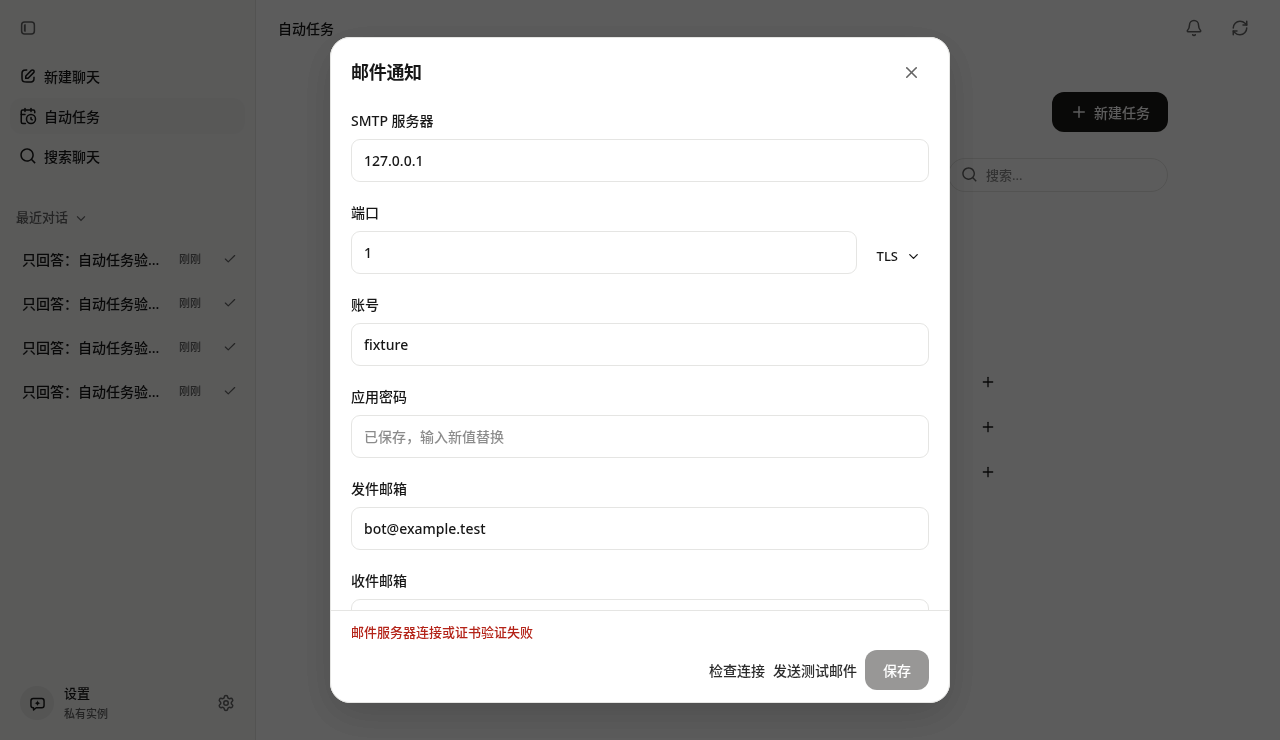 自动任务
新建聊天
自动任务
搜索聊天
最近对话
只回答：自动任务验... 刚刚
只回答：自动任务验... 刚刚
只回答：自动任务验... 刚刚
只回答：自动任务验... 刚刚
设置
私有实例
新建任务
搜索...
邮件通知
SMTP 服务器
127.0.0.1
端口
1
TLS
账号
fixture
应用密码
已保存，输入新值替换
发件邮箱
bot@example.test
收件邮箱
邮件服务器连接或证书验证失败
检查连接 发送测试邮件 保存